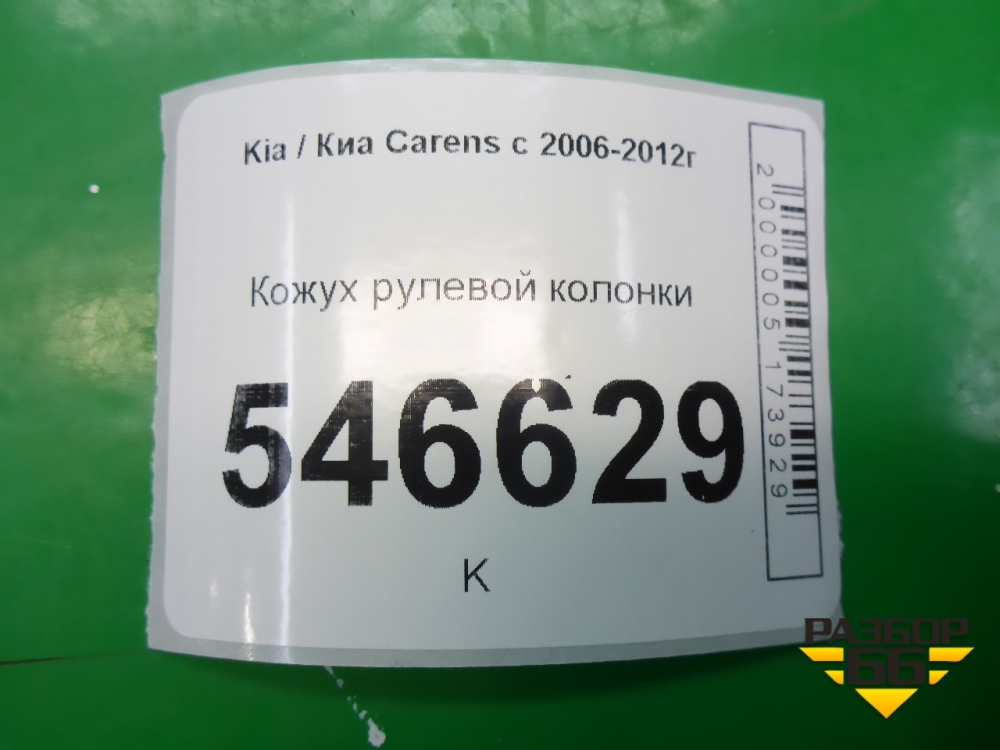 Kia / Киа Carens с 2006-2012г
Кожух рулевой колонки
546629
К
2000005173929
РАЗБОР
66